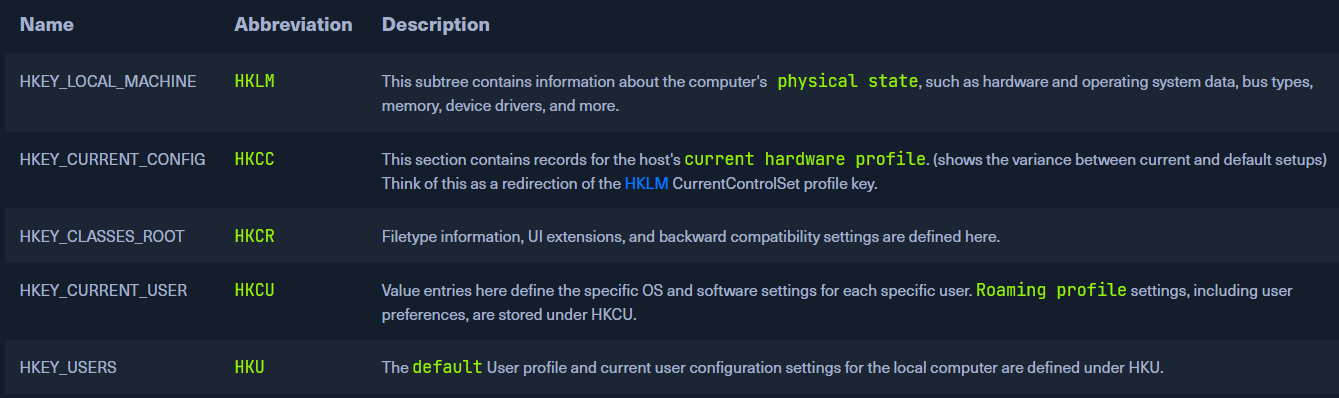 Name Abbreviation Description
HKEY_LOCAL_MACHINE HKLM This subtree contains information about the computer's physical state, such as hardware and operating system data, bus types,
memory, device drivers, and more.
HKEY_CURRENT_CONFIG HKCC This section contains records for the host's current hardware profile. (shows the variance between current and default setups)
Think of this as a redirection of the HKLM CurrentControlSet profile key.
HKEY_CLASSES_ROOT HKCR Filetype information, UI extensions, and backward compatibility settings are defined here.
HKEY_CURRENT_USER HKCU Value entries here define the specific OS and software settings for each specific user. Roaming profile settings, including user
preferences, are stored under HKCU.
HKEY_USERS HKU The default User profile and current user configuration settings for the local computer are defined under HKU.